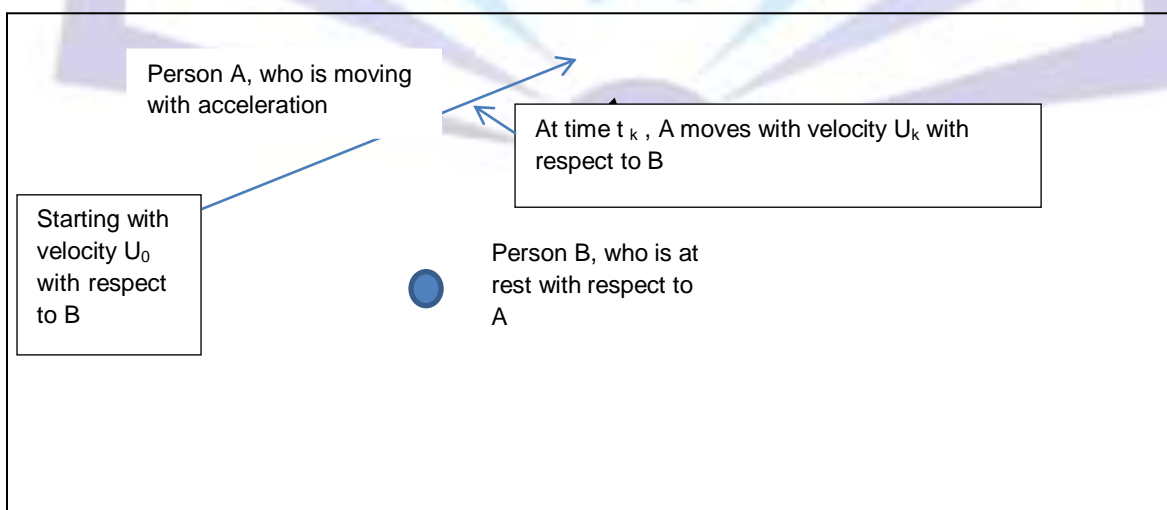 Person A, who is moving
with acceleration
At time t k , A moves with velocity Uk with
respect to B
Starting with
velocity U0
with respect
to B
Person B, who is at
rest with respect to
A